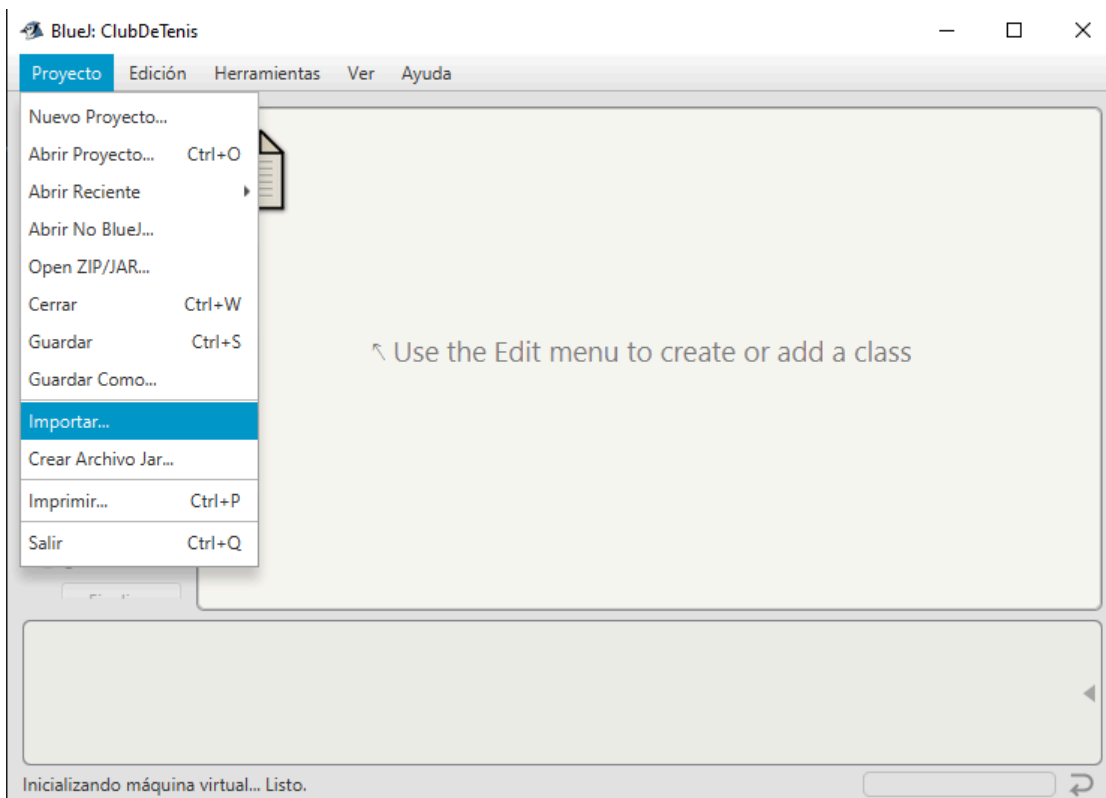 BlueJ: ClubDeTenis
Proyecto Edición Herramientas Ver Ayuda
Nuevo Proyecto...
Abrir Proyecto... Ctrl+O
Abrir Reciente
Abrir No BlueJ...
Open ZIP/JAR...
Cerrar Ctrl+W
Guardar Ctrl+S
Guardar Como...
Importar...
Crear Archivo Jar...
Imprimir... Ctrl+P
Salir Ctrl+Q
Use the Edit menu to create or add a class
Inicializando máquina virtual... Listo.